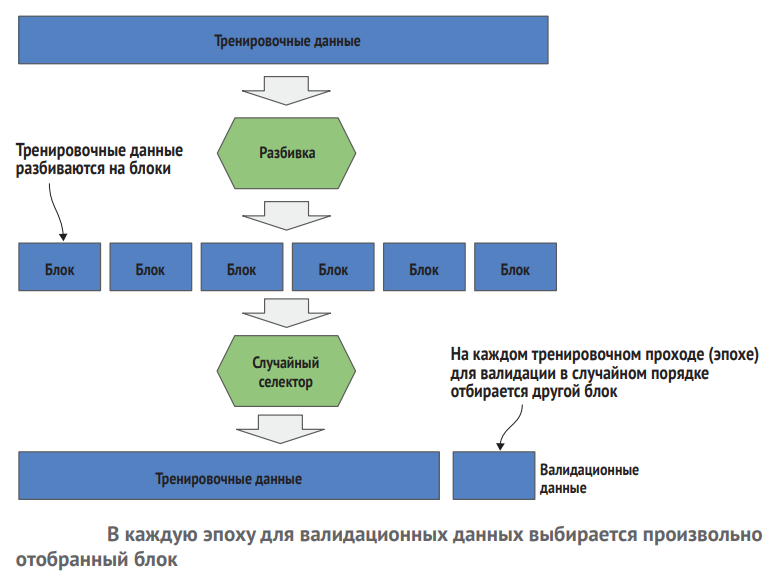 Тренировочные данные
Разбивка
Тренировочные данные
разбиваются на блоки
Блок Блок Блок Блок Блок Блок
Случайный
селектор
На каждом тренировочном проходе (эпохе)
для валидации в случайном порядке
отбирается другой блок
Тренировочные данные
Валидационные
данные
В каждую эпоху для валидационных данных выбирается произвольно
отобранный блок